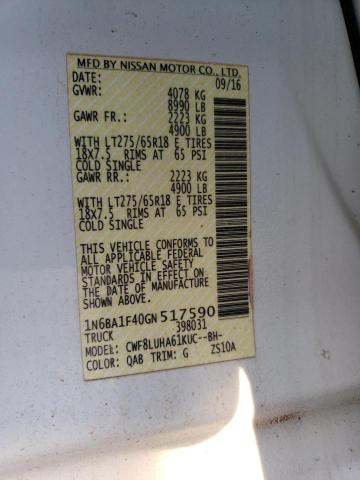 MFD BY NISSAN MOTOR CO., LTD.
DATE: 09/16
GVWR: 4078 KG
8990 LB
GAWR FR.: 2223 KG
4900 LB
WITH LT275/65R18 E TIRES
18X7.5 RIMS AT 65 PSI
COLD SINGLE
GAWR RR.: 2223 KG
4900 LB
WITH LT275/65R18 E TIRES
18X7.5 RIMS AT 65 PSI
COLD SINGLE
THIS VEHICLE CONFORMS TO
ALL APPLICABLE FEDERAL
MOTOR VEHICLE SAFETY
STANDARDS IN EFFECT ON
THE DATE OF MANUFACTURE
SHOWN ABOVE.
1N6BA1F40GN517590
TRUCK 398031
MODEL: CWF8LUHA61KUC--BH-
COLOR: QAB TRIM: G ZS10A